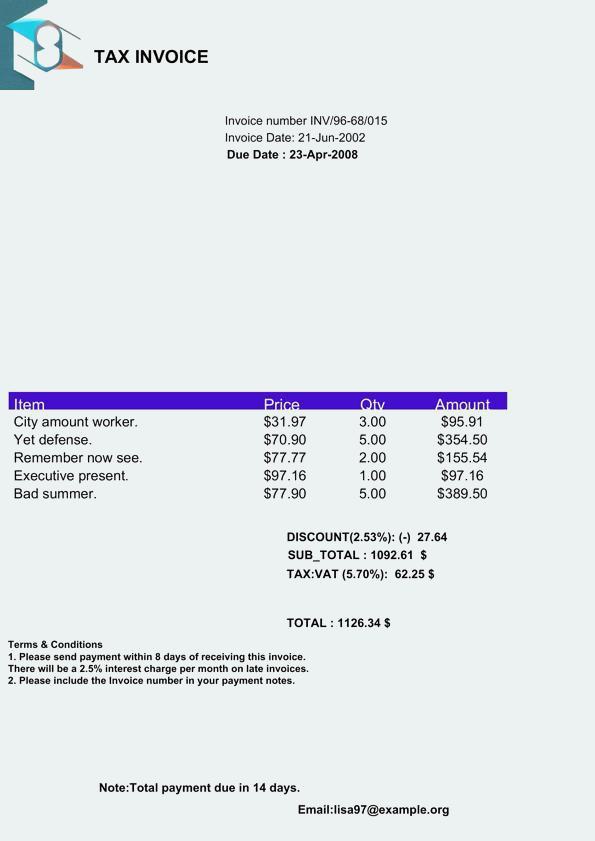 TAX INVOICE
Invoice number INV/96-68/015
Invoice Date: 21-Jun-2002
Due Date : 23-Apr-2008
Item Price Qty Amount
City amount worker. $31.97 3.00 $95.91
Yet defense. $70.90 5.00 $354.50
Remember now see. $77.77 2.00 $155.54
Executive present. $97.16 1.00 $97.16
Bad summer. $77.90 5.00 $389.50
DISCOUNT(2.53%): (-) 27.64
SUB_TOTAL : 1092.61 $
TAX:VAT (5.70%): 62.25 $
TOTAL : 1126.34 $
Terms & Conditions
1. Please send payment within 8 days of receiving this invoice.
There will be a 2.5% interest charge per month on late invoices.
2. Please include the Invoice number in your payment notes.
Note:Total payment due in 14 days.
Email:lisa97@example.org